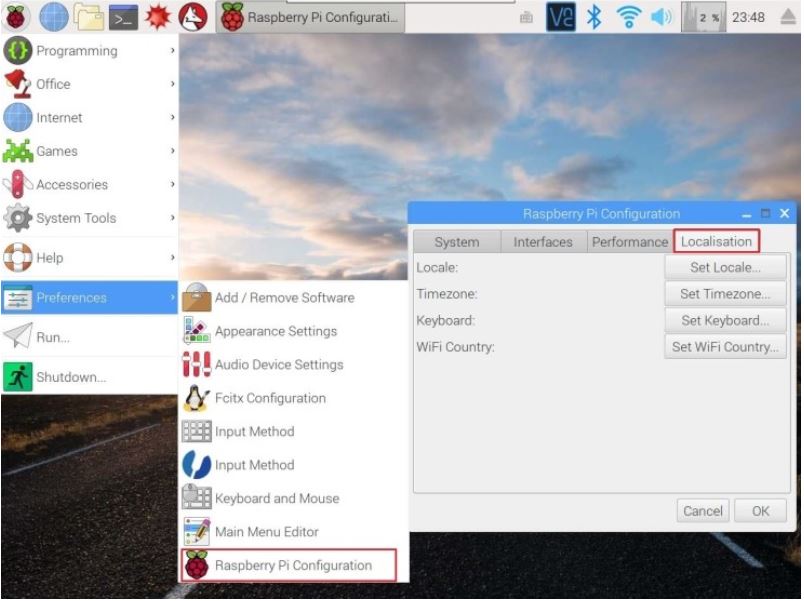 Raspberry Pi Configurati...
2 %
23:48
Programming
Office
Internet
Games
Accessories
System Tools
Help
Preferences
Run...
Shutdown...
Add / Remove Software
Appearance Settings
Audio Device Settings
Fcitx Configuration
Input Method
Input Method
Keyboard and Mouse
Main Menu Editor
Raspberry Pi Configuration
Raspberry Pi Configuration
System Interfaces Performance Localisation
Locale: Set Locale...
Timezone: Set Timezone...
Keyboard: Set Keyboard...
WiFi Country: Set WiFi Country...
Cancel OK